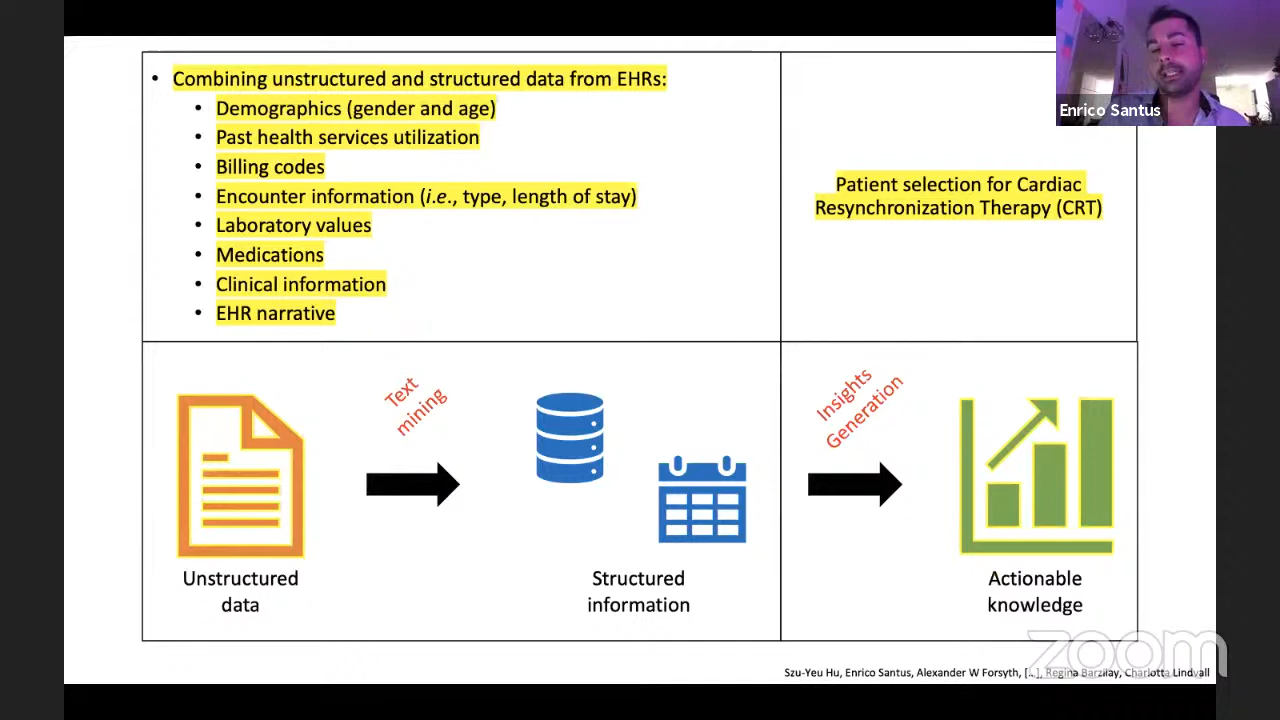 • Combining unstructured and structured data from EHRs:
• Demographics (gender and age)
• Past health services utilization
• Billing codes
• Encounter information (i.e., type, length of stay)
• Laboratory values
• Medications
• Clinical information
• EHR narrative
Patient selection for Cardiac
Resynchronization Therapy (CRT)
Enrico Santus
Text
mining
Insights
Generation
Unstructured
data
Structured
information
Actionable
knowledge
zoom
Szu-Yeu Hu, Enrico Santus, Alexander W Forsyth, [...], Regina Barzilay, Charlotta Lindvall